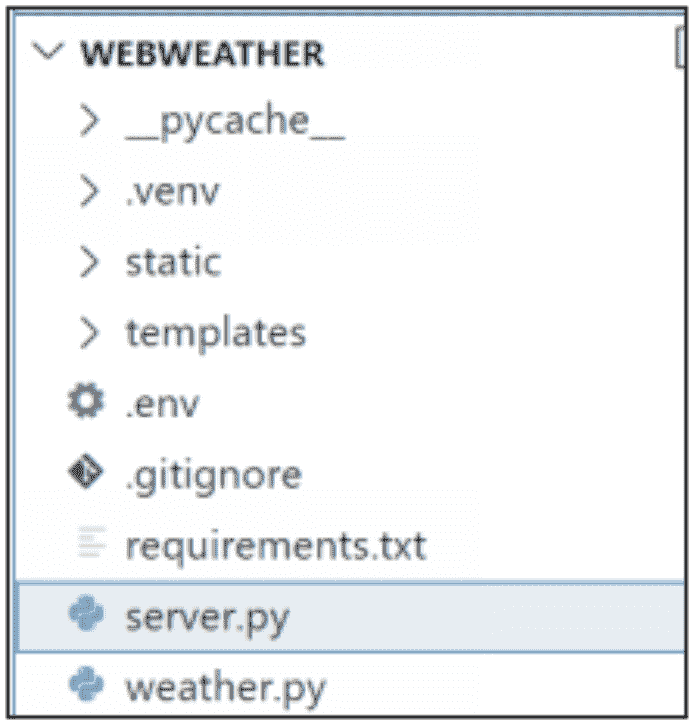 WEBWEATHER
__pycache__
.venv
static
templates
.env
.gitignore
requirements.txt
server.py
weather.py